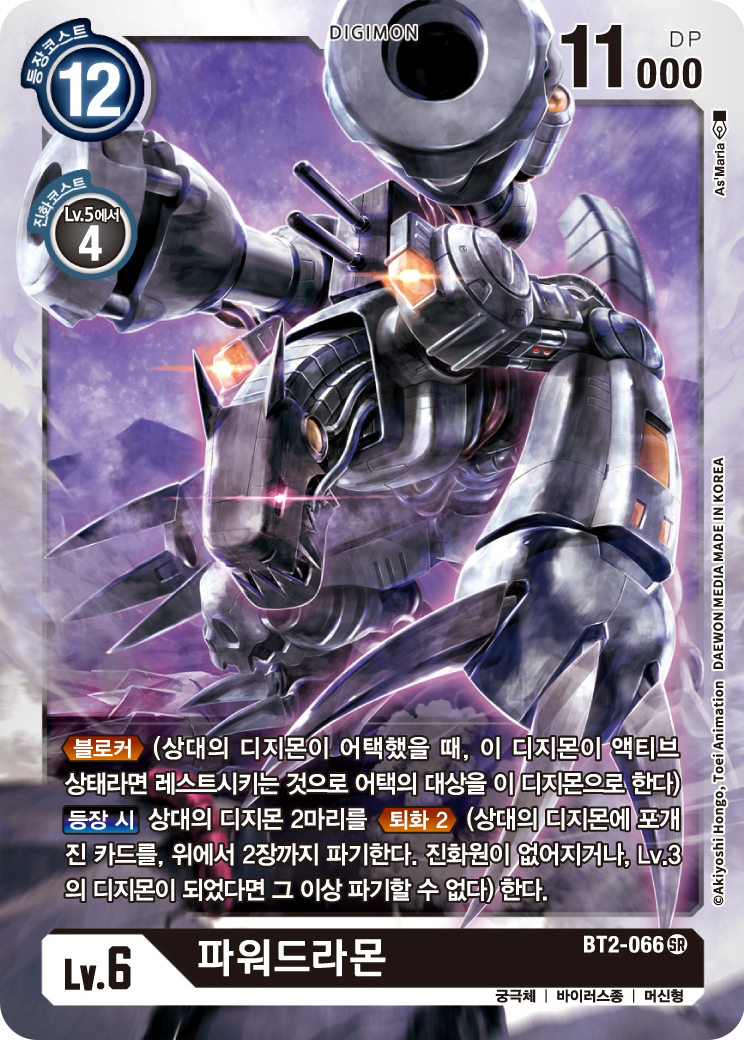 DIGIMON
등장코스트
12
11000
DP
진화코스트
Lv.5에서
4
As'Maria
블로커 (상대의 디지몬이 어택했을 때, 이 디지몬이 액티브
상태라면 레스트시키는 것으로 어택의 대상을 이 디지몬으로 한다)
등장 시 상대의 디지몬 2마리를 퇴화 2 (상대의 디지몬에 포개
진 카드를, 위에서 2장까지 파기한다. 진화원이 없어지거나, Lv.3
의 디지몬이 되었다면 그 이상 파기할 수 없다) 한다.
©Akiyoshi Hongo, Toei Animation DAEWON MEDIA MADE IN KOREA
Lv.6
파워드라몬
BT2-066 SR
궁극체 | 바이러스종 | 머신형